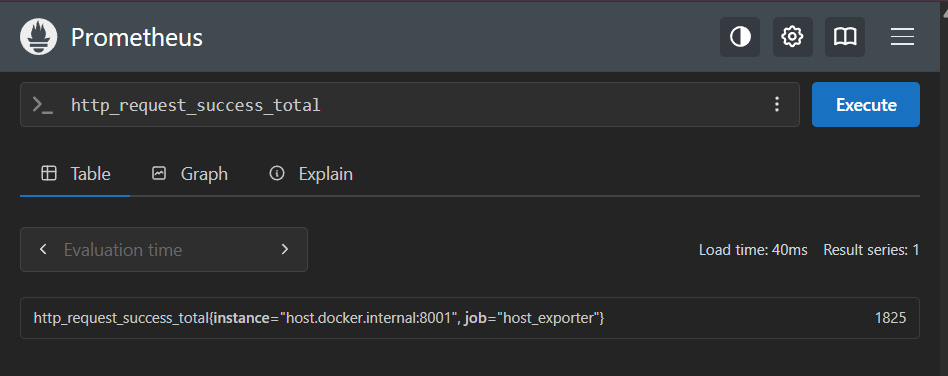 Prometheus
http_request_success_total
Execute
Table Graph Explain
Evaluation time
Load time: 40ms Result series: 1
http_request_success_total{instance="host.docker.internal:8001", job="host_exporter"} 1825